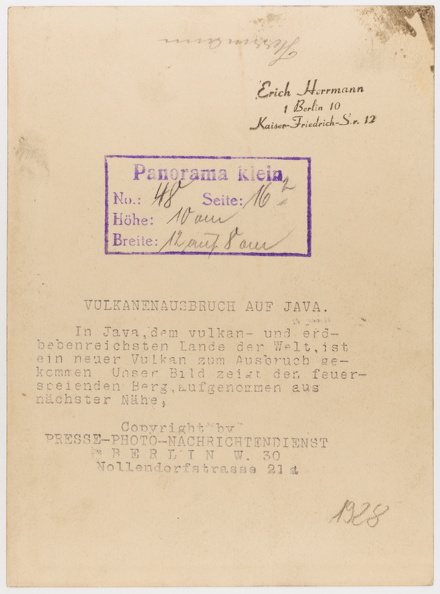 Herrmann
Erich Herrmann
1 Berlin 10
Kaiser-Friedrich-S.r. 12
Panorama klein
No.: 48 Seite: 16²
Höhe: 10 cm
Breite: 12 auf 8 cm
VULKANENAUSBRUCH AUF JAVA.
In Java,dem vulkan- und erd-
bebenreichsten Lande der Welt,ist
ein neuer Vulkan zum Ausbruch ge-
kommen Unser Bild zeigt den feuer-
sceienden Berg,aufgenommen aus
nächster Nähe,
Copyright by
PRESSE-PHOTO-NACHRICHTENDIENST
BERLIN W. 30
Nollendorfstrasse 21a
1928